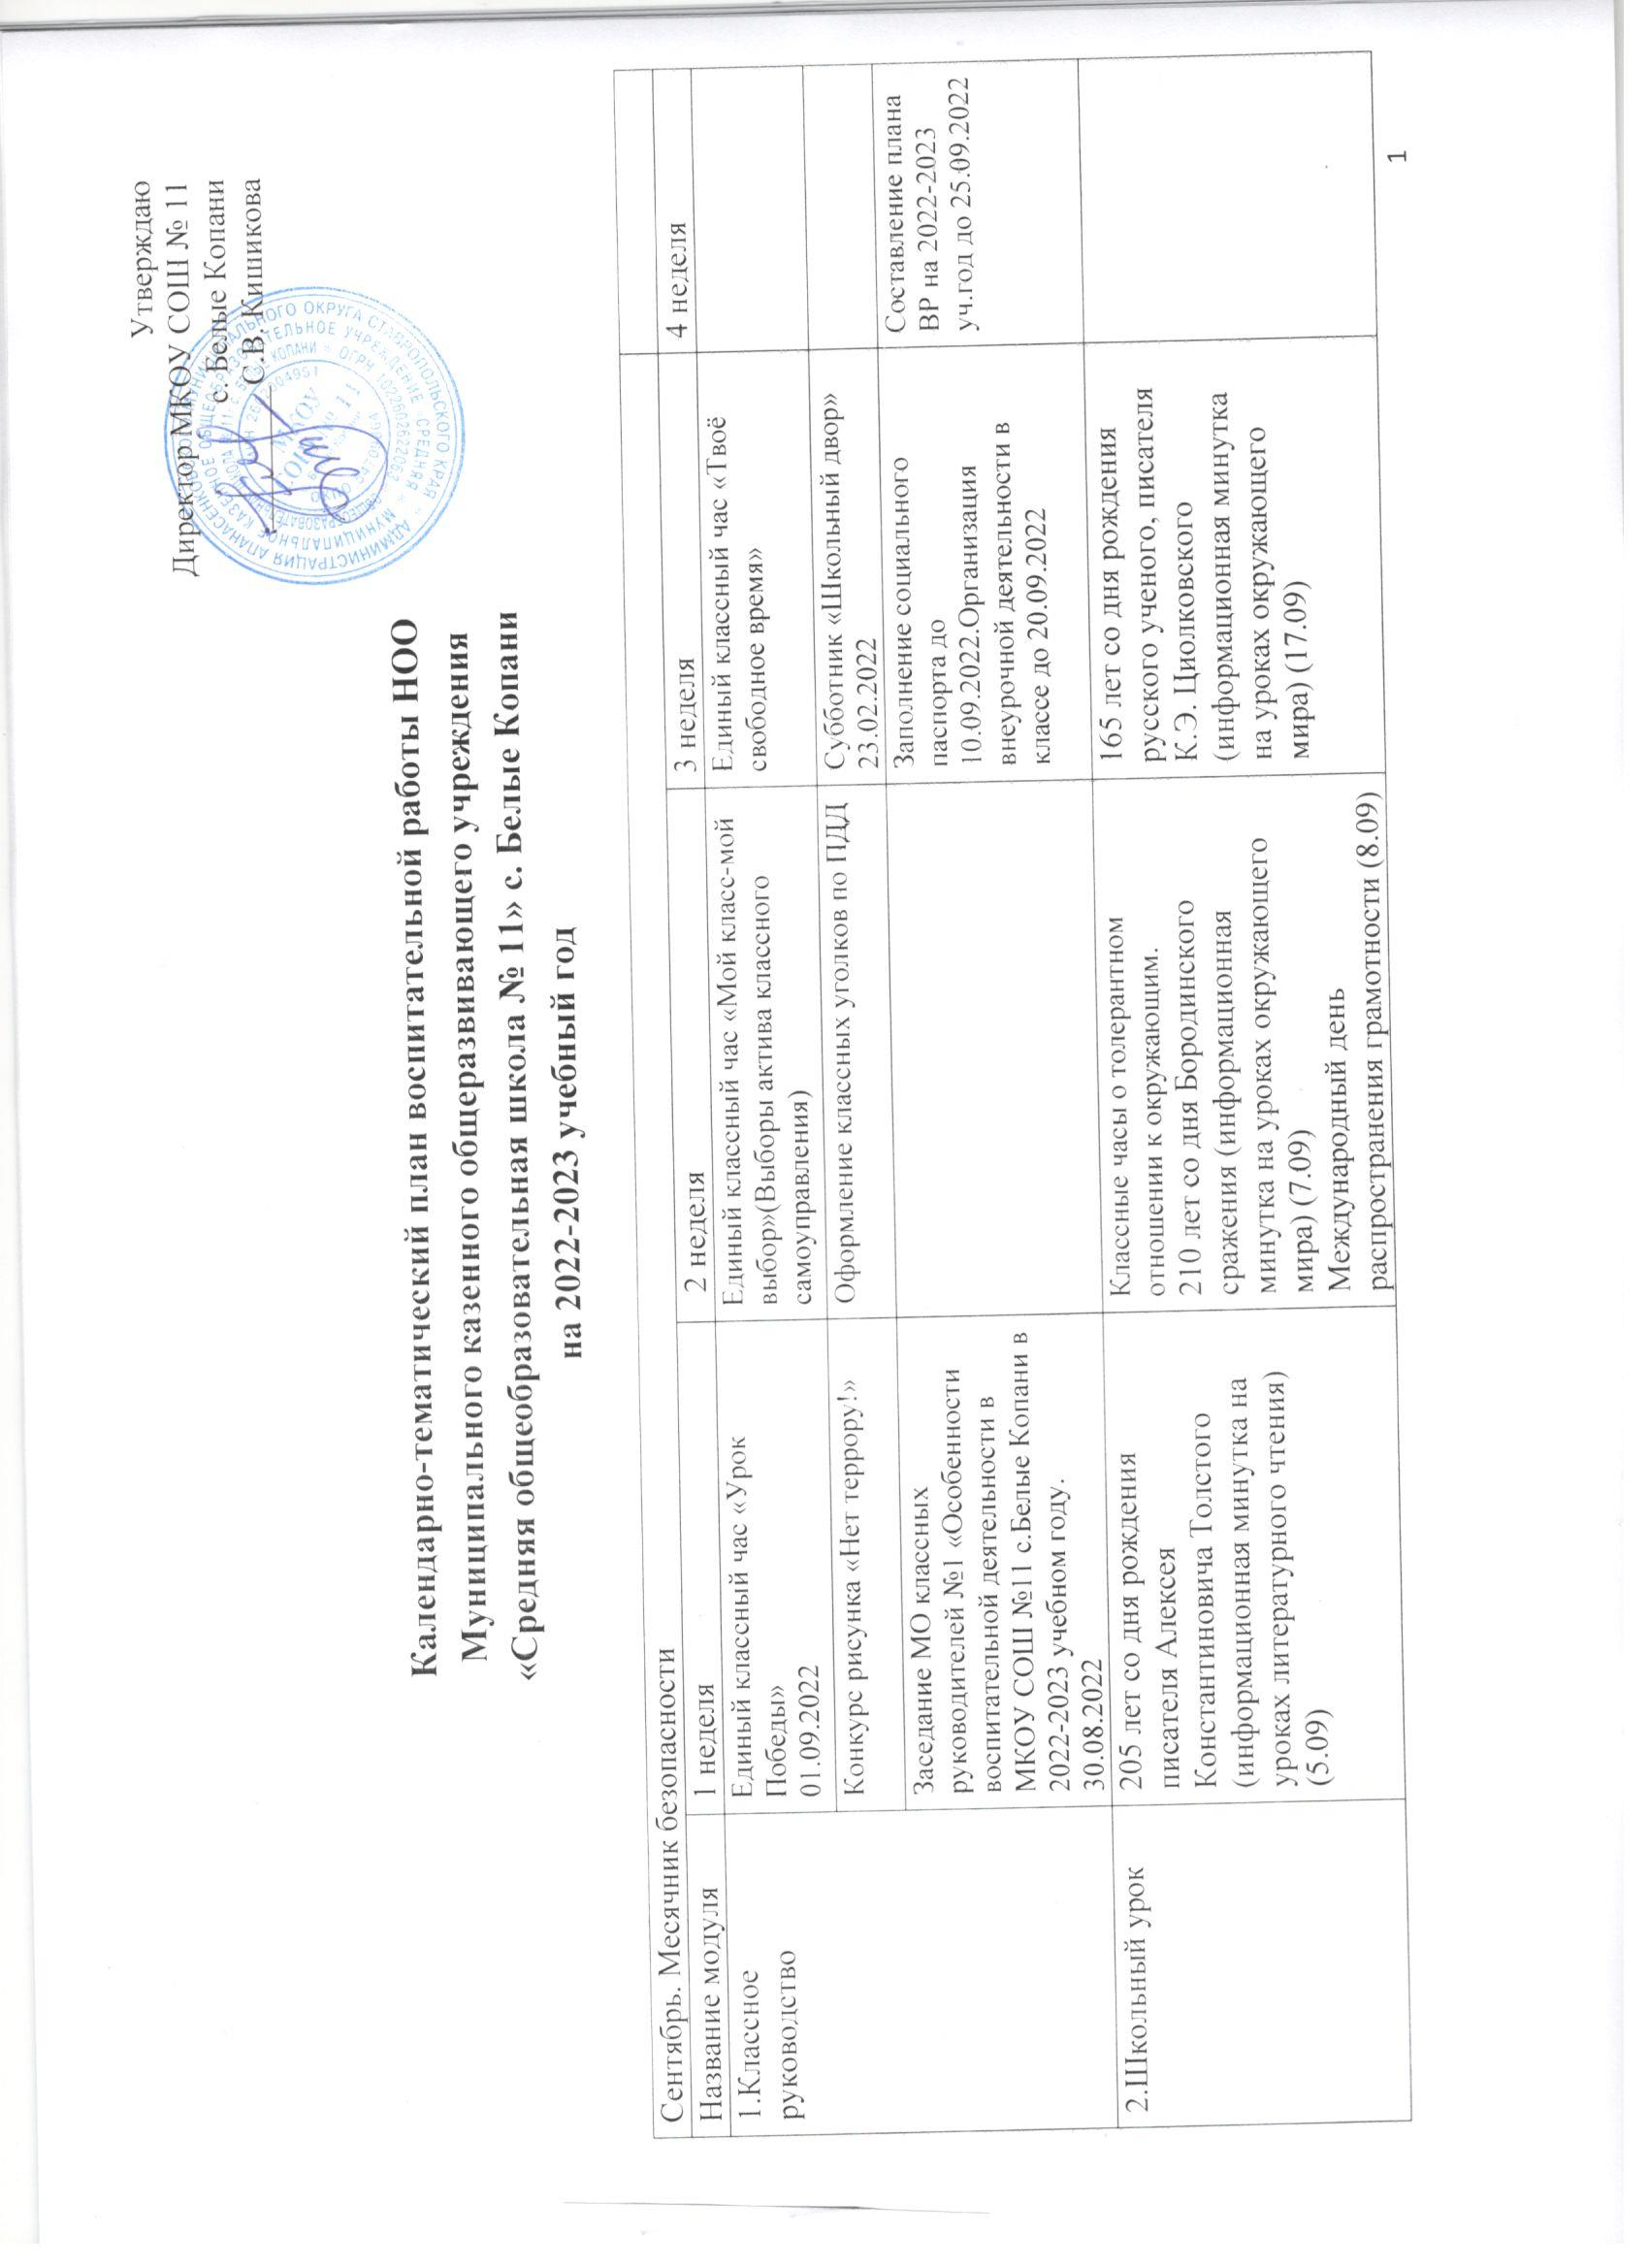 Утверждаю
Директор МКОУ СОШ № 11
с. Белые Копани
С.В. Кишикова
Календарно-тематический план воспитательной работы НОО
Муниципального казенного общеразвивающего учреждения
«Средняя общеобразовательная школа № 11» с. Белые Копани
на 2022-2023 учебный год
Сентябрь. Месячник безопасности
Название модуля
1 неделя
2 неделя
3 неделя
4 неделя
1.Классное
руководство
Единый классный час «Урок
Победы»
01.09.2022
Единый классный час «Мой класс-мой
выбор»(Выборы актива классного
самоуправления)
Единый классный час «Твоё
свободное время»
Конкурс рисунка «Нет террору!»
Оформление классных уголков по ПДД
Субботник «Школьный двор»
23.02.2022
Заседание МО классных
руководителей №1 «Особенности
воспитательной деятельности в
МКОУ СОШ №11 с.Белые Копани в
2022-2023 учебном году.
30.08.2022
Заполнение социального
паспорта до
10.09.2022.Организация
внеурочной деятельности в
классе до 20.09.2022
Составление плана
ВР на 2022-2023
уч.год до 25.09.2022
2.Школьный урок
205 лет со дня рождения
писателя Алексея
Константиновича Толстого
(информационная минутка на
уроках литературного чтения)
(5.09)
Классные часы о толерантном
отношении к окружающим.
210 лет со дня Бородинского
сражения (информационная
минутка на уроках окружающего
мира) (7.09)
Международный день
распространения грамотности (8.09)
165 лет со дня рождения
русского ученого, писателя
К.Э. Циолковского
(информационная минутка
на уроках окружающего
мира) (17.09)
1